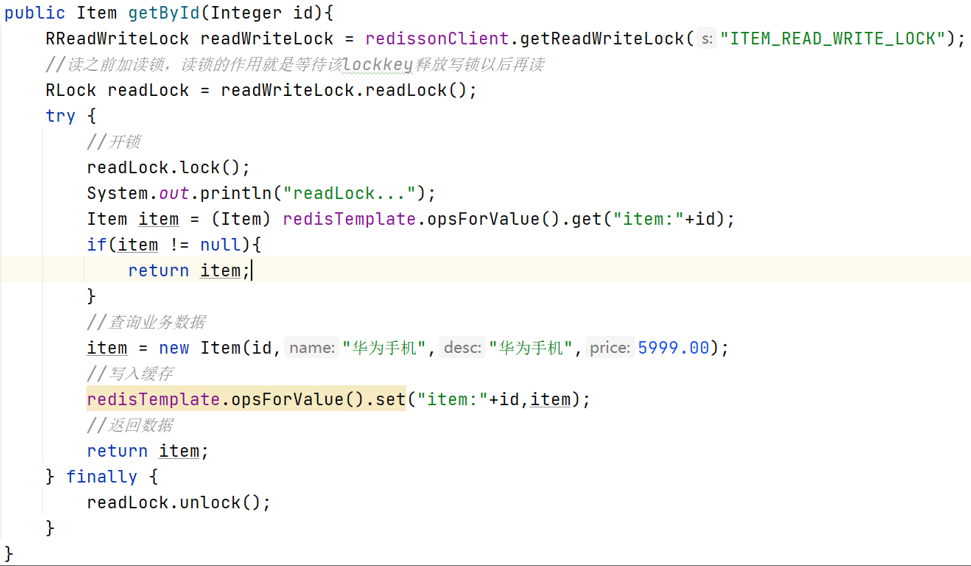 public Item getById(Integer id){
RReadWriteLock readWriteLock = redissonClient.getReadWriteLock( s: "ITEM_READ_WRITE_LOCK");
//读之前加读锁，读锁的作用就是等待该lockkey释放写锁以后再读
RLock readLock = readWriteLock.readLock();
try {
//开锁
readLock.lock();
System.out.println("readLock...");
Item item = (Item) redisTemplate.opsForValue().get("item:"+id);
if(item != null){
return item;
}
//查询业务数据
item = new Item(id, name: "华为手机", desc: "华为手机", price: 5999.00);
//写入缓存
redisTemplate.opsForValue().set("item:"+id,item);
//返回数据
return item;
} finally {
readLock.unlock();
}
}